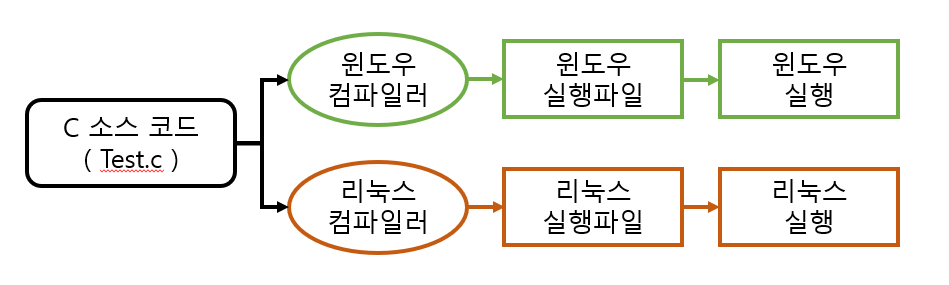 C 소스 코드
( Test.c )
윈도우
컴파일러
윈도우
실행파일
윈도우
실행
리눅스
컴파일러
리눅스
실행파일
리눅스
실행